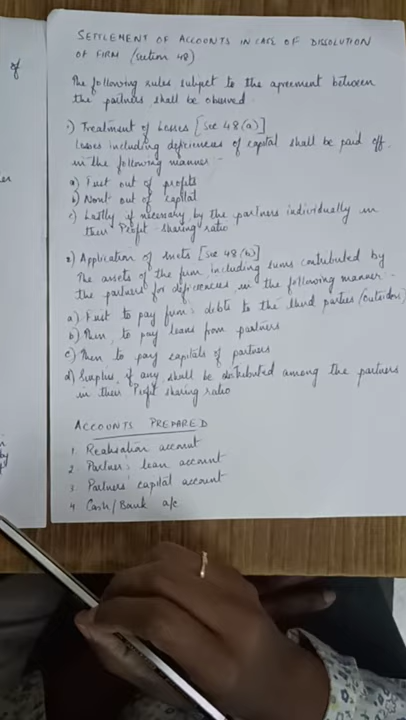 SETTLEMENT OF ACCOUNTS IN CASE OF DISSOLUTION
OF FIRM (Section 48)
The following rules subject to the agreement between
the partners shall be observed.
1) Treatment of Losses [Sec 48(a)]
Losses including deficiencies of capital shall be paid off
in the following manner
a) First out of profits
b) Next out of capital
c) Lastly if necessary by the partners individually in
their Profit-sharing ratio
2) Application of assets [Sec 48(b)]
The assets of the firm including sums contributed by
the partners for deficiencies, in the following manner.
a) First to pay firm's debts to the third parties (outsiders)
b) Then, to pay loans from partners
c) Then to pay capitals of partners
d) Surplus, if any, shall be distributed among the partners
in their Profit sharing ratio
ACCOUNTS PREPARED
1. Realisation account
2 Partner's loan account
3. Partners' capital account
4. Cash/Bank a/c
of
by